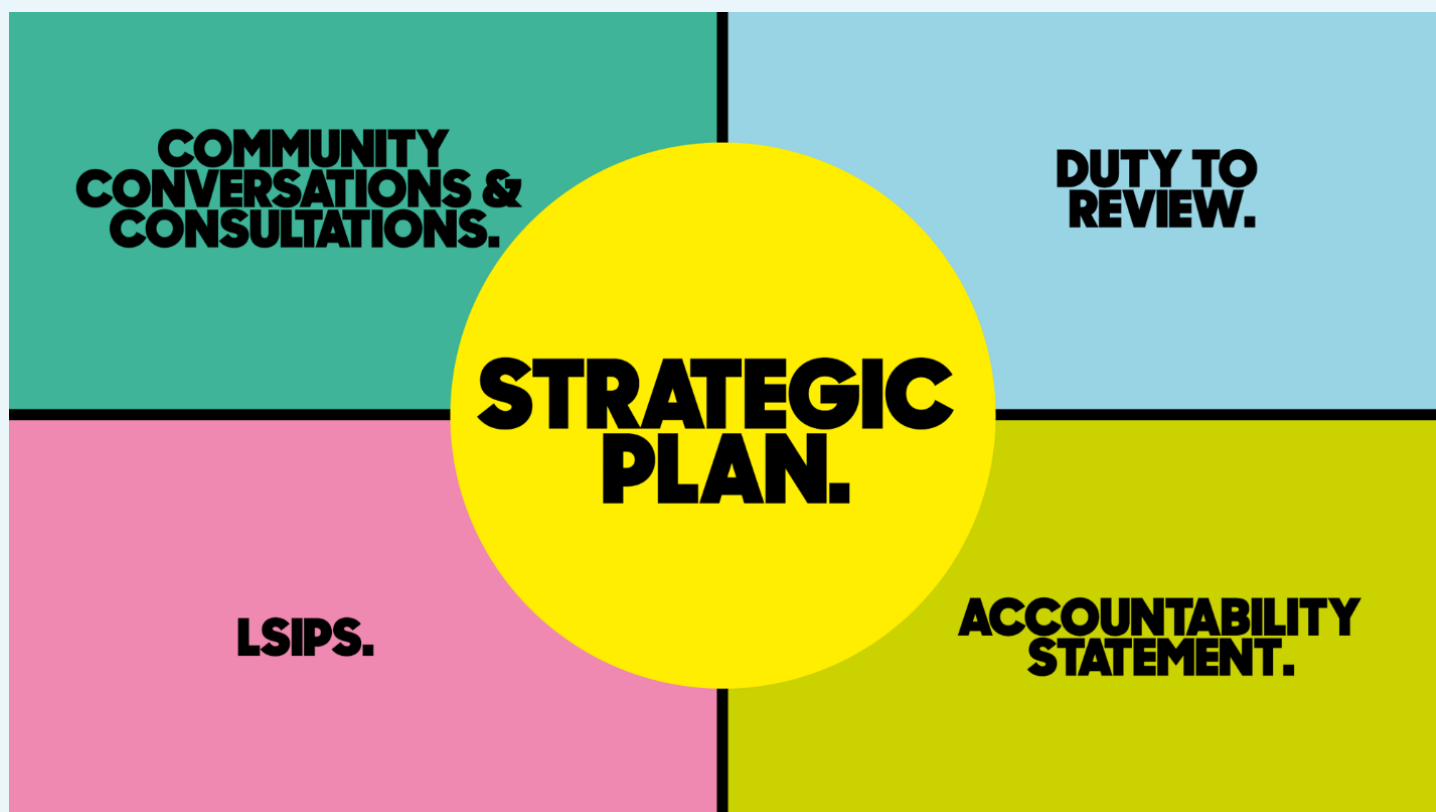 COMMUNITY
CONVERSATIONS &
CONSULTATIONS.
DUTY TO
REVIEW.
STRATEGIC
PLAN.
LSIPS.
ACCOUNTABILITY
STATEMENT.